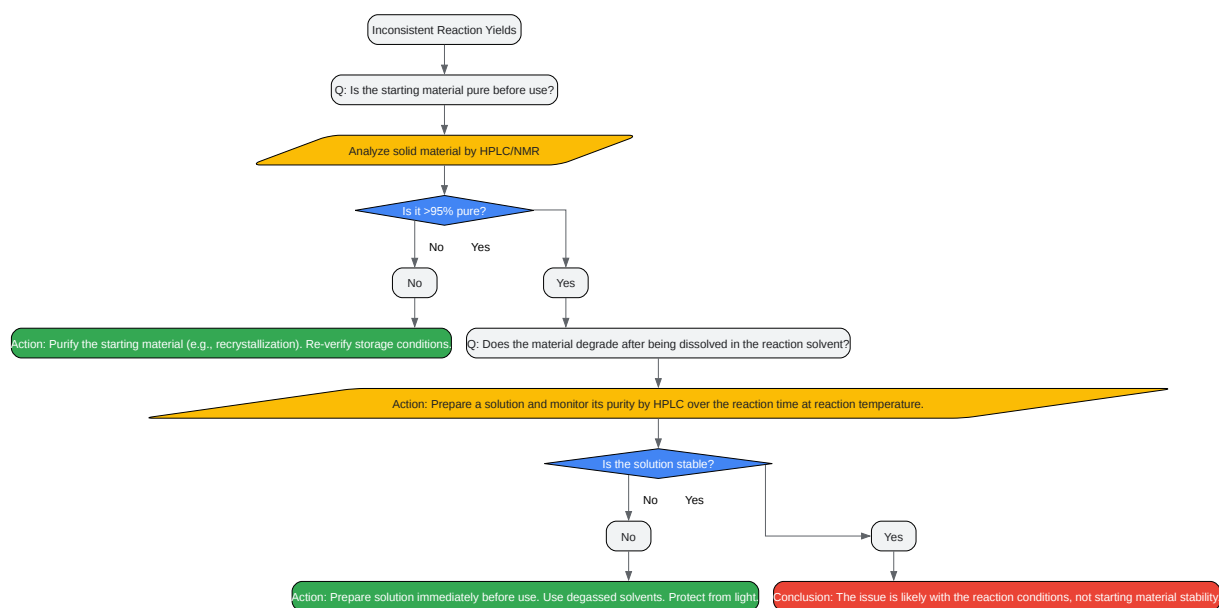 Inconsistent Reaction Yields
Q: Is the starting material pure before use?
Analyze solid material by HPLC/NMR
Is it >95% pure?
No
Yes
No
Yes
Action: Purify the starting material (e.g., recrystallization). Re-verify storage conditions.
Q: Does the material degrade after being dissolved in the reaction solvent?
Action: Prepare a solution and monitor its purity by HPLC over the reaction time at reaction temperature.
Is the solution stable?
No
Yes
No
Yes
Action: Prepare solution immediately before use. Use degassed solvents. Protect from light.
Conclusion: The issue is likely with the reaction conditions, not starting material stability